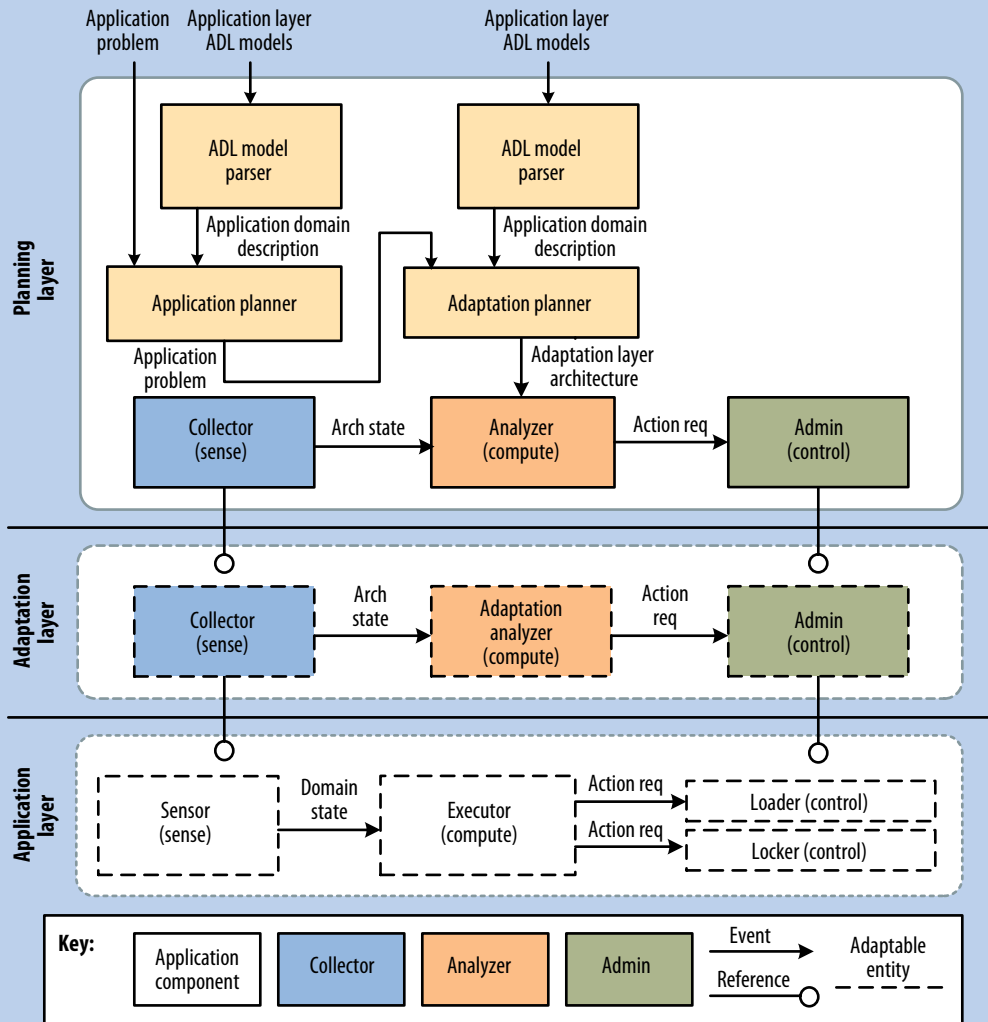 Application
problem
Application layer
ADL models
Application layer
ADL models
Planning
layer
ADL model
parser
ADL model
parser
Application domain
description
Application domain
description
Application planner
Adaptation planner
Application
problem
Adaptation layer
architecture
Collector
(sense)
Arch state
Analyzer
(compute)
Action req
Admin
(control)
Adaptation
layer
Collector
(sense)
Arch
state
Adaptation
analyzer
(compute)
Action
req
Admin
(control)
Application
layer
Sensor
(sense)
Domain
state
Executor
(compute)
Action req
Loader (control)
Action req
Locker (control)
Key:
Application
component
Collector
Analyzer
Admin
Event
Reference
Adaptable
entity